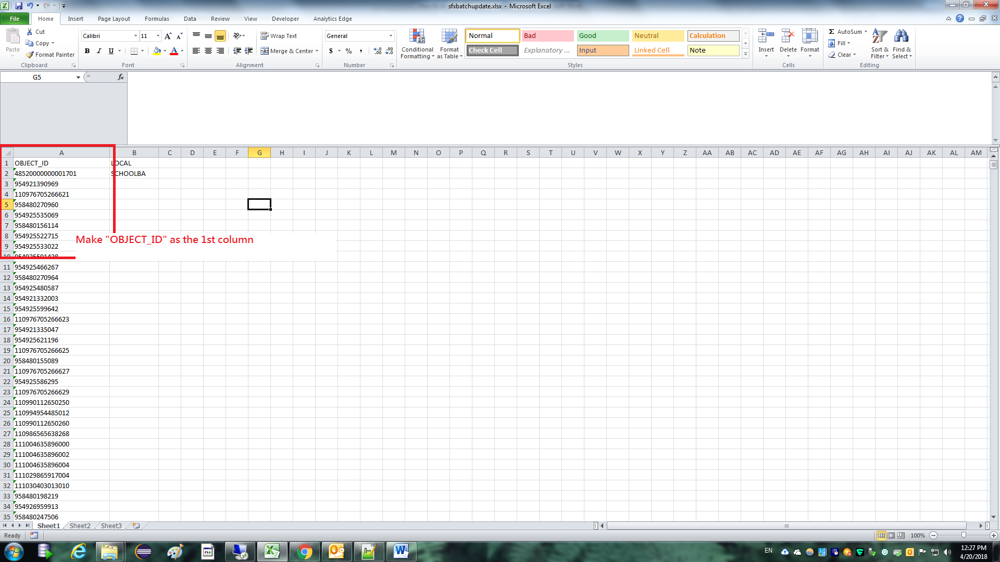 sfxbatchupdate.xlsx - Microsoft Excel
File Home Insert Page Layout Formulas Data Review View Developer Analytics Edge
Paste
Cut
Copy
Format Painter
Clipboard
Calibri 11
B I U
Font
Wrap Text
Merge & Center
Alignment
General
$ % ,
Number
Conditional Formatting
Format as Table
Normal Bad Good Neutral Calculation
Check Cell Explanatory ... Input Linked Cell Note
Styles
Insert Delete Format
Cells
Σ AutoSum
Fill
Clear
Sort & Filter
Find & Select
Editing
G5 fx
A B C D E F G H I J K L M N O P Q R S T U V W X Y Z AA AB AC AD AE AF AG AH AI AJ AK AL AM
1 OBJECT_ID LOCAL
2 48520000000001701 SCHOOLBA
3 954921390969
4 110976705266621
5 958480270960
6 954925535069
7 958480156114
8 954925522715
Make "OBJECT_ID" as the 1st column
9 954925533022
10
11 954925466267
12 958480270964
13 954925480587
14 954921332003
15 954925599642
16 110976705266623
17 954921335047
18 954925621196
19 110976705266625
20 958480155089
21 110976705266627
22 954925586295
23 110976705266629
24 110990112650250
25 110994954485012
26 110990112650260
27 110986565638268
28 111004635896000
29 111004635896002
30 111004635896004
31 111029865917004
32 111030403013010
33 958480198219
34 954926959913
35 958480247506
Sheet1 Sheet2 Sheet3
Ready 100%
EN 12:27 PM
4/20/2018